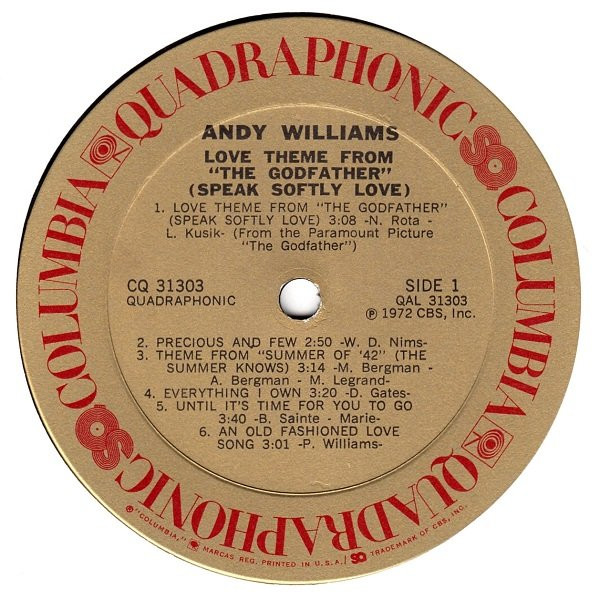 QUADRAPHONIC
SQ
COLUMBIA
QUADRAPHONIC
SQ
COLUMBIA
ANDY WILLIAMS
LOVE THEME FROM
"THE GODFATHER"
(SPEAK SOFTLY LOVE)
1. LOVE THEME FROM "THE GODFATHER"
(SPEAK SOFTLY LOVE) 3:08 -N. Rota -
L. Kusik- (From the Paramount Picture
"The Godfather")
CQ 31303
QUADRAPHONIC
SIDE 1
QAL 31303
℗ 1972 CBS, Inc.
2. PRECIOUS AND FEW 2:50 -W. D. Nims-
3. THEME FROM "SUMMER OF '42" (THE
SUMMER KNOWS) 3:14 -M. Bergman -
A. Bergman - M. Legrand-
4. EVERYTHING I OWN 3:20 -D. Gates-
5. UNTIL IT'S TIME FOR YOU TO GO
3:40 -B. Sainte - Marie-
6. AN OLD FASHIONED LOVE
SONG 3:01 -P. Williams-
® "COLUMBIA," MARCAS REG. PRINTED IN U.S.A./ SQ TRADEMARK OF CBS, INC.